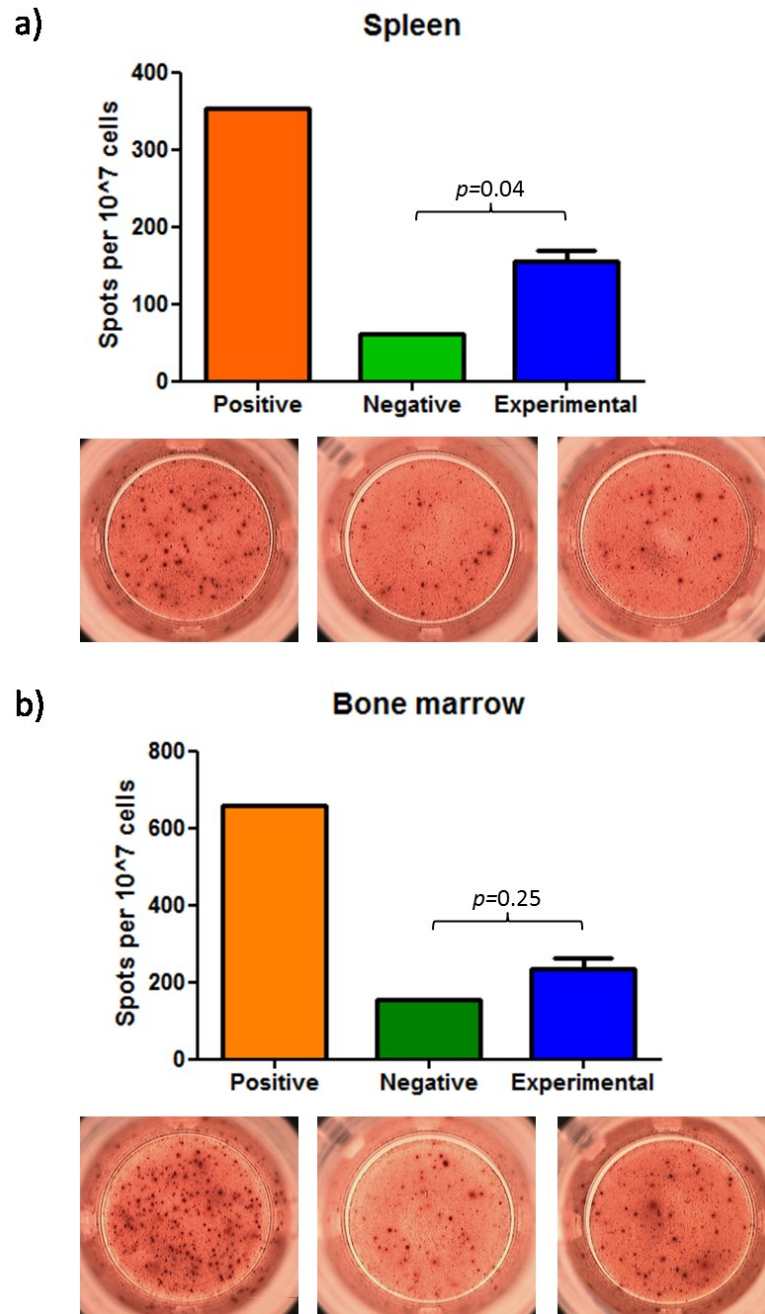 a)
Spleen
Spots per 10^7 cells
400
300
200
100
0
p=0.04
Positive Negative Experimental
b)
Bone marrow
Spots per 10^7 cells
800
600
400
200
0
p=0.25
Positive Negative Experimental